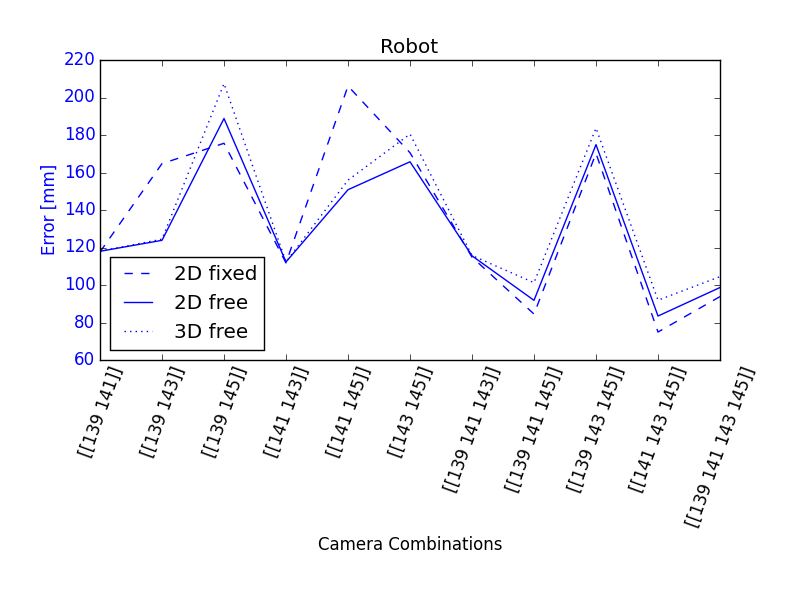 Robot
220
200
180
160
140
120
100
80
60
Error [mm]
2D fixed
2D free
3D free
[[139 141]]
[[139 143]]
[[139 145]]
[[141 143]]
[[141 145]]
[[143 145]]
[[139 141 143]]
[[139 141 145]]
[[139 143 145]]
[[141 143 145]]
[[139 141 143 145]]
Camera Combinations